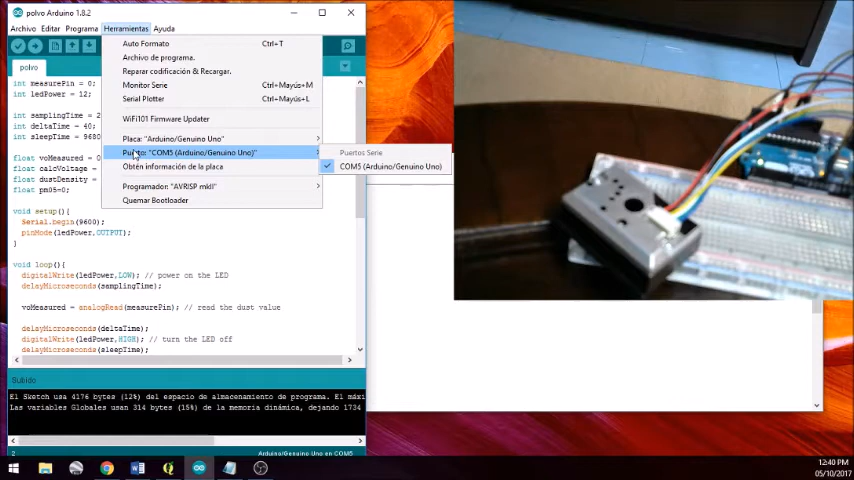 polvo Arduino 1.8.2
Archivo Editar Programa Herramientas Ayuda
polvo
Auto Formato Ctrl+T
Archivo de programa.
Reparar codificación & Recargar.
Monitor Serie Ctrl+Mayús+M
Serial Plotter Ctrl+Mayús+L
WiFi101 Firmware Updater
Placa: "Arduino/Genuino Uno"
Puerto: "COM5 (Arduino/Genuino Uno)"
Obtén información de la placa
Programador: "AVRISP mkII"
Quemar Bootloader
Puertos Serie
COM5 (Arduino/Genuino Uno)
int measurePin = 0;
int ledPower = 12;
int samplingTime = 2
int deltaTime = 40;
int sleepTime = 9680
float voMeasured = 0
float calcVoltage =
float dustDensity =
float pm05=0;
void setup(){
Serial.begin(9600);
pinMode(ledPower,OUTPUT);
}
void loop(){
digitalWrite(ledPower,LOW); // power on the LED
delayMicroseconds(samplingTime);
voMeasured = analogRead(measurePin); // read the dust value
delayMicroseconds(deltaTime);
digitalWrite(ledPower,HIGH); // turn the LED off
delayMicroseconds(sleepTime);
Subido
El Sketch usa 4176 bytes (12%) del espacio de almacenamiento de programa. El máxi
Las variables Globales usan 314 bytes (15%) de la memoria dinámica, dejando 1734
2 Arduino/Genuino Uno en COM5
12:40 PM
05/10/2017